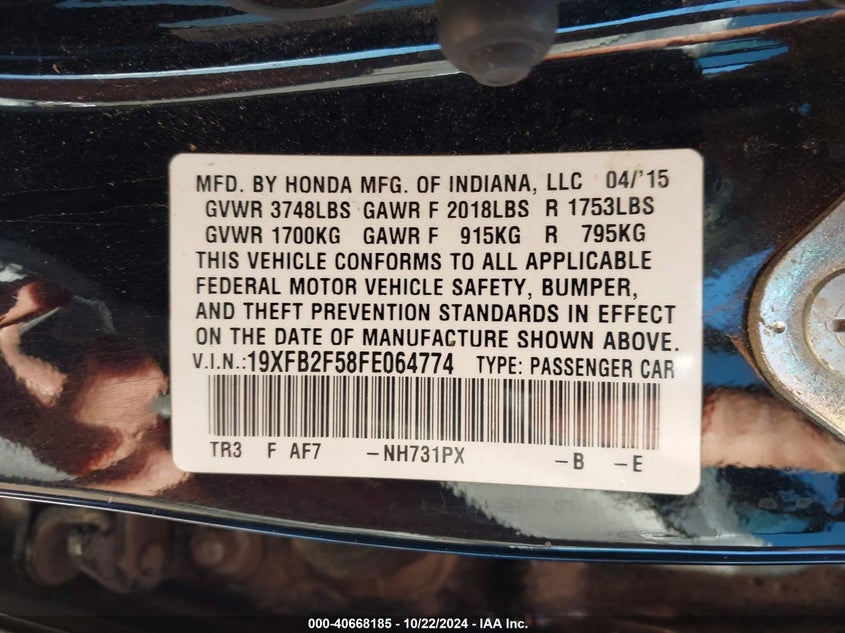 MFD. BY HONDA MFG. OF INDIANA, LLC 04/'15
GVWR 3748LBS GAWR F 2018LBS R 1753LBS
GVWR 1700KG GAWR F 915KG R 795KG
THIS VEHICLE CONFORMS TO ALL APPLICABLE
FEDERAL MOTOR VEHICLE SAFETY, BUMPER,
AND THEFT PREVENTION STANDARDS IN EFFECT
ON THE DATE OF MANUFACTURE SHOWN ABOVE.
V.I.N.:19XFB2F58FE064774 TYPE: PASSENGER CAR
TR3 F AF7 -NH731PX -B -E
000-40668185 - 10/22/2024 - IAA Inc.